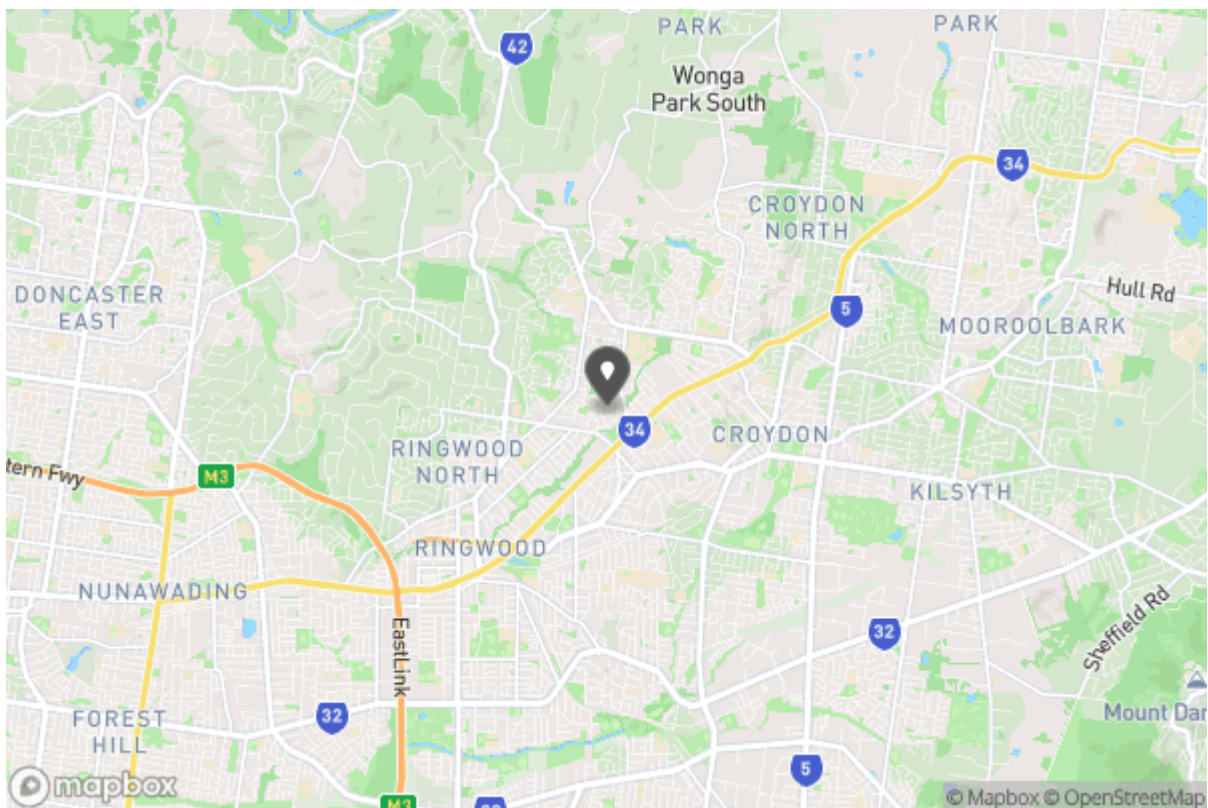 PARK
PARK
42
Wonga
Park South
34
CROYDON
NORTH
DONCASTER
EAST
Hull Rd
5
MOOROOLBARK
34
CROYDON
RINGWOOD
NORTH
tern Fwy
M3
KILSYTH
RINGWOOD
NUNAWADING
EastLink
Sheffield Rd
32
FOREST
HILL
32
Mount Dan
5
mapbox
M3
© Mapbox © OpenStreetMap